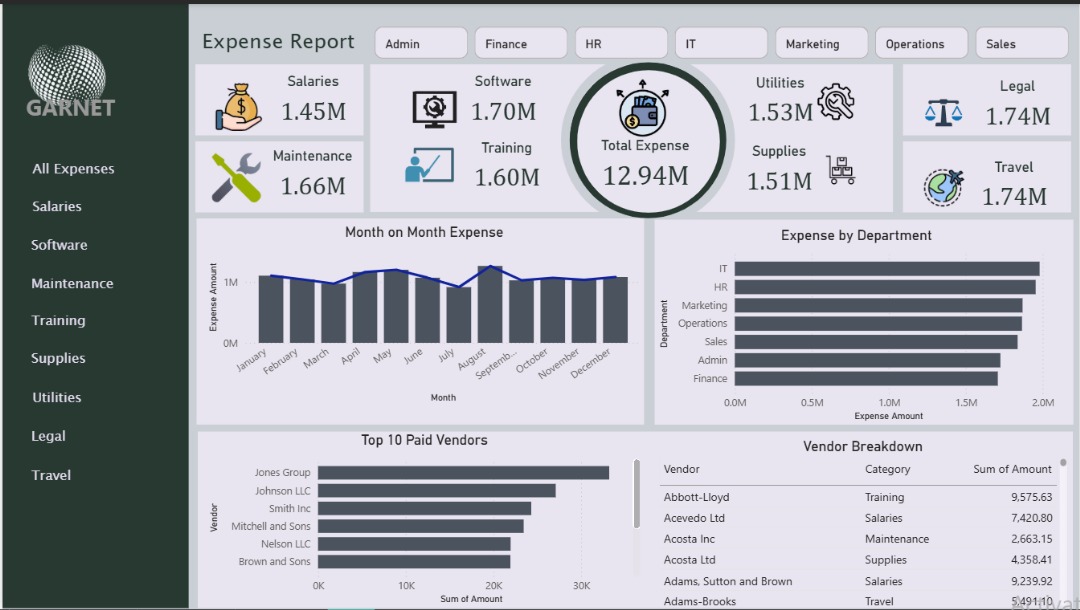 GARNET
All Expenses
Salaries
Software
Maintenance
Training
Supplies
Utilities
Legal
Travel
Expense Report
Admin
Finance
HR
IT
Marketing
Operations
Sales
Salaries
1.45M
Maintenance
1.66M
Software
1.70M
Training
1.60M
Total Expense
12.94M
Utilities
1.53M
Supplies
1.51M
Legal
1.74M
Travel
1.74M
Month on Month Expense
Expense Amount
1M
0M
January
February
March
April
May
June
July
August
Septemb...
October
November
December
Month
Expense by Department
Department
IT
HR
Marketing
Operations
Sales
Admin
Finance
0.0M 0.5M 1.0M 1.5M 2.0M
Expense Amount
Top 10 Paid Vendors
Vendor
Jones Group
Johnson LLC
Smith Inc
Mitchell and Sons
Nelson LLC
Brown and Sons
0K 10K 20K 30K
Sum of Amount
Vendor Breakdown
Vendor Category Sum of Amount
Abbott-Lloyd Training 9,575.63
Acevedo Ltd Salaries 7,420.80
Acosta Inc Maintenance 2,663.15
Acosta Ltd Supplies 4,358.41
Adams, Sutton and Brown Salaries 9,239.92
Adams-Brooks Travel 5,491.10